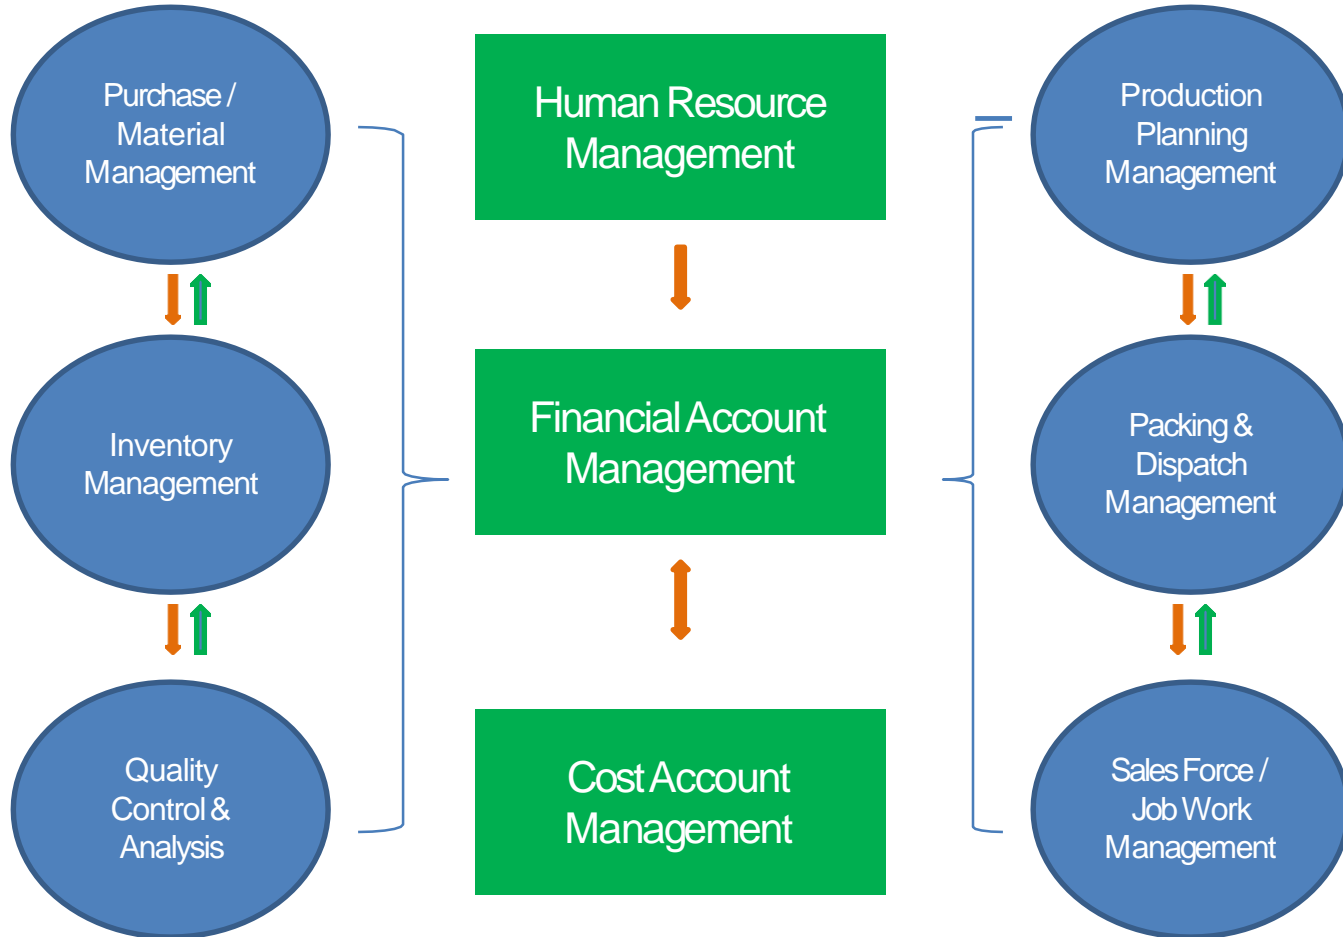 Purchase /
Material
Management
Inventory
Management
Quality
Control &
Analysis
Human Resource
Management
Financial Account
Management
Cost Account
Management
Production
Planning
Management
Packing &
Dispatch
Management
Sales Force /
Job Work
Management